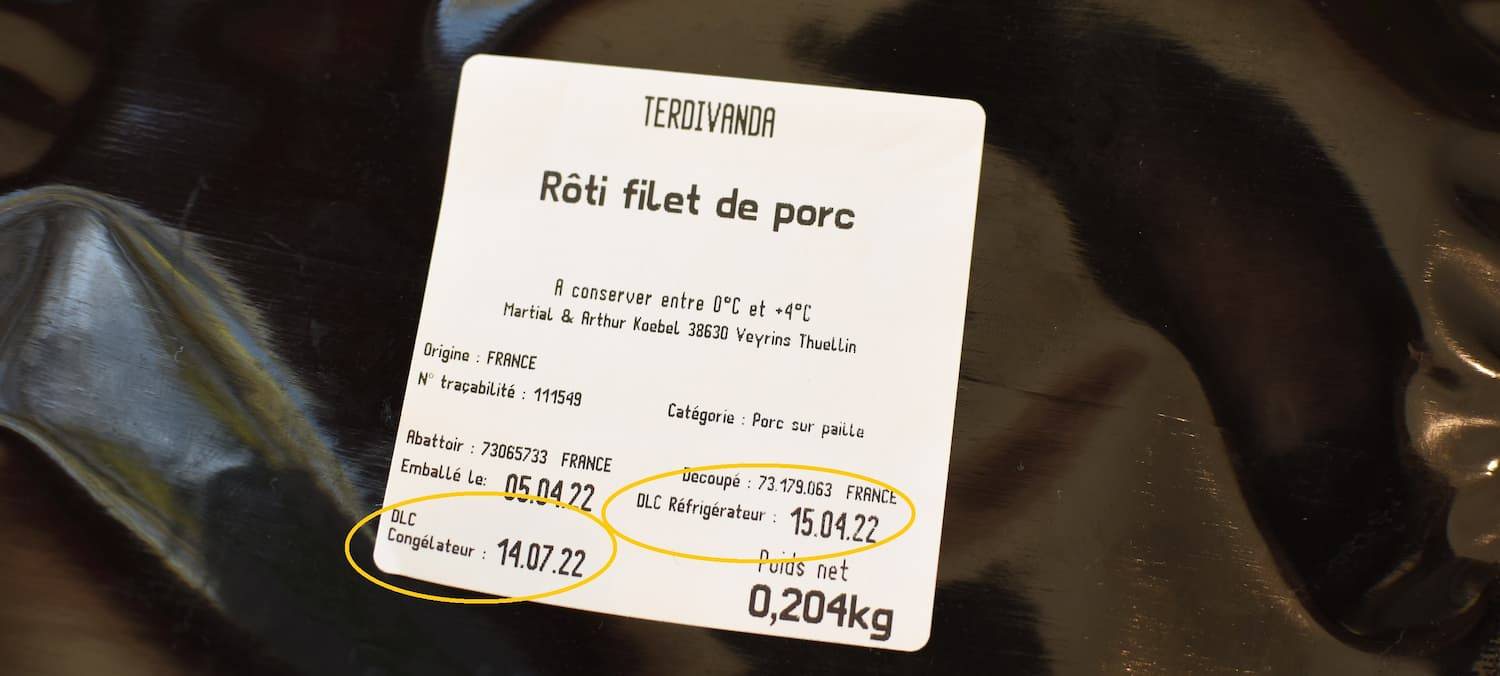 TERDIVANDA
Rôti filet de porc
A conserver entre 0°C et +4°C
Martial & Arthur Koebel 38630 Veyrins Thuellin
Origine : FRANCE
N° traçabilité : 111549
Catégorie : Porc sur paille
Abattoir : 73065733 FRANCE
Decoupé : 73.179.063 FRANCE
Emballé le: 05.04.22
DLC Réfrigérateur : 15.04.22
DLC
Congélateur : 14.07.22
Poids net
0,204kg